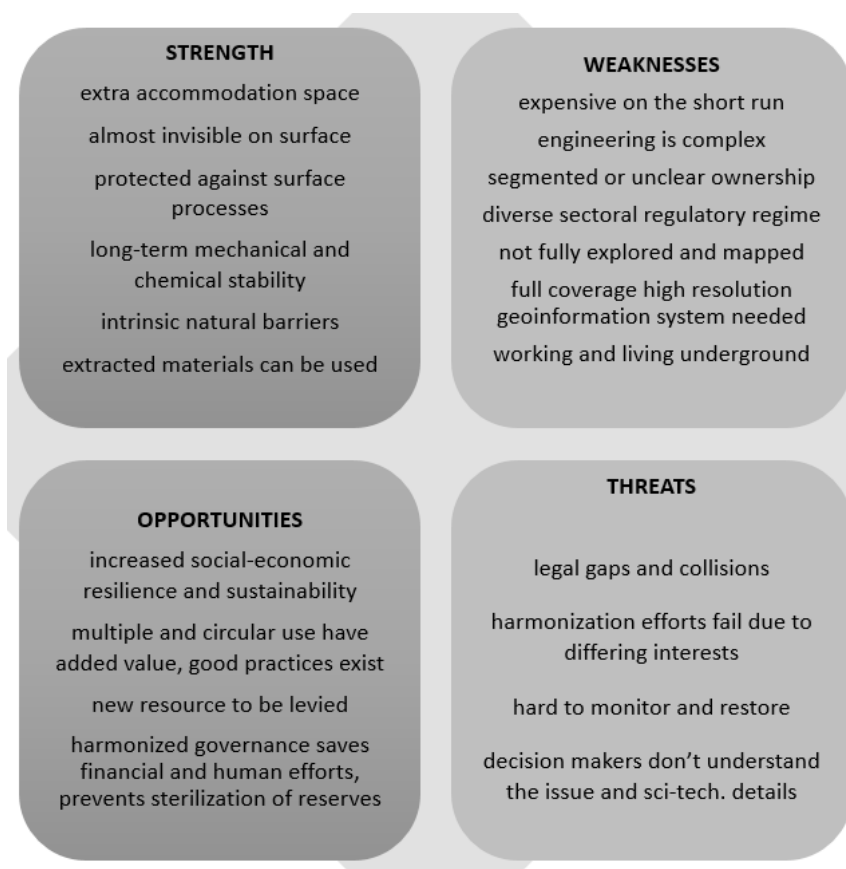 STRENGTH
extra accommodation space
almost invisible on surface
protected against surface
processes
long-term mechanical and
chemical stability
intrinsic natural barriers
extracted materials can be used
WEAKNESSES
expensive on the short run
engineering is complex
segmented or unclear ownership
diverse sectoral regulatory regime
not fully explored and mapped
full coverage high resolution
geoinformation system needed
working and living underground
OPPORTUNITIES
increased social-economic
resilience and sustainability
multiple and circular use have
added value, good practices exist
new resource to be levied
harmonized governance saves
financial and human efforts,
prevents sterilization of reserves
THREATS
legal gaps and collisions
harmonization efforts fail due to
differing interests
hard to monitor and restore
decision makers don’t understand
the issue and sci-tech. details